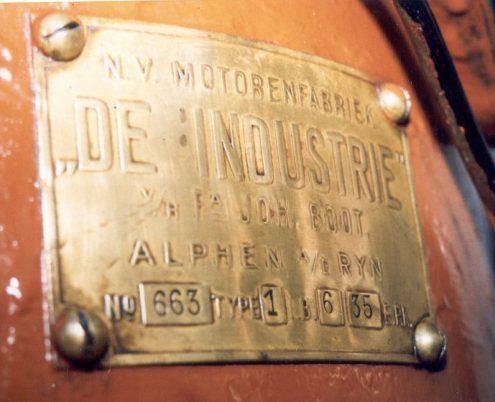 N.V. MOTORENFABRIEK
„DE INDUSTRIE"
V/H FA JOH. BOOT.
ALPHEN A/D RYN
No 663 TYPE 1 B. 6 35 E.P.K.